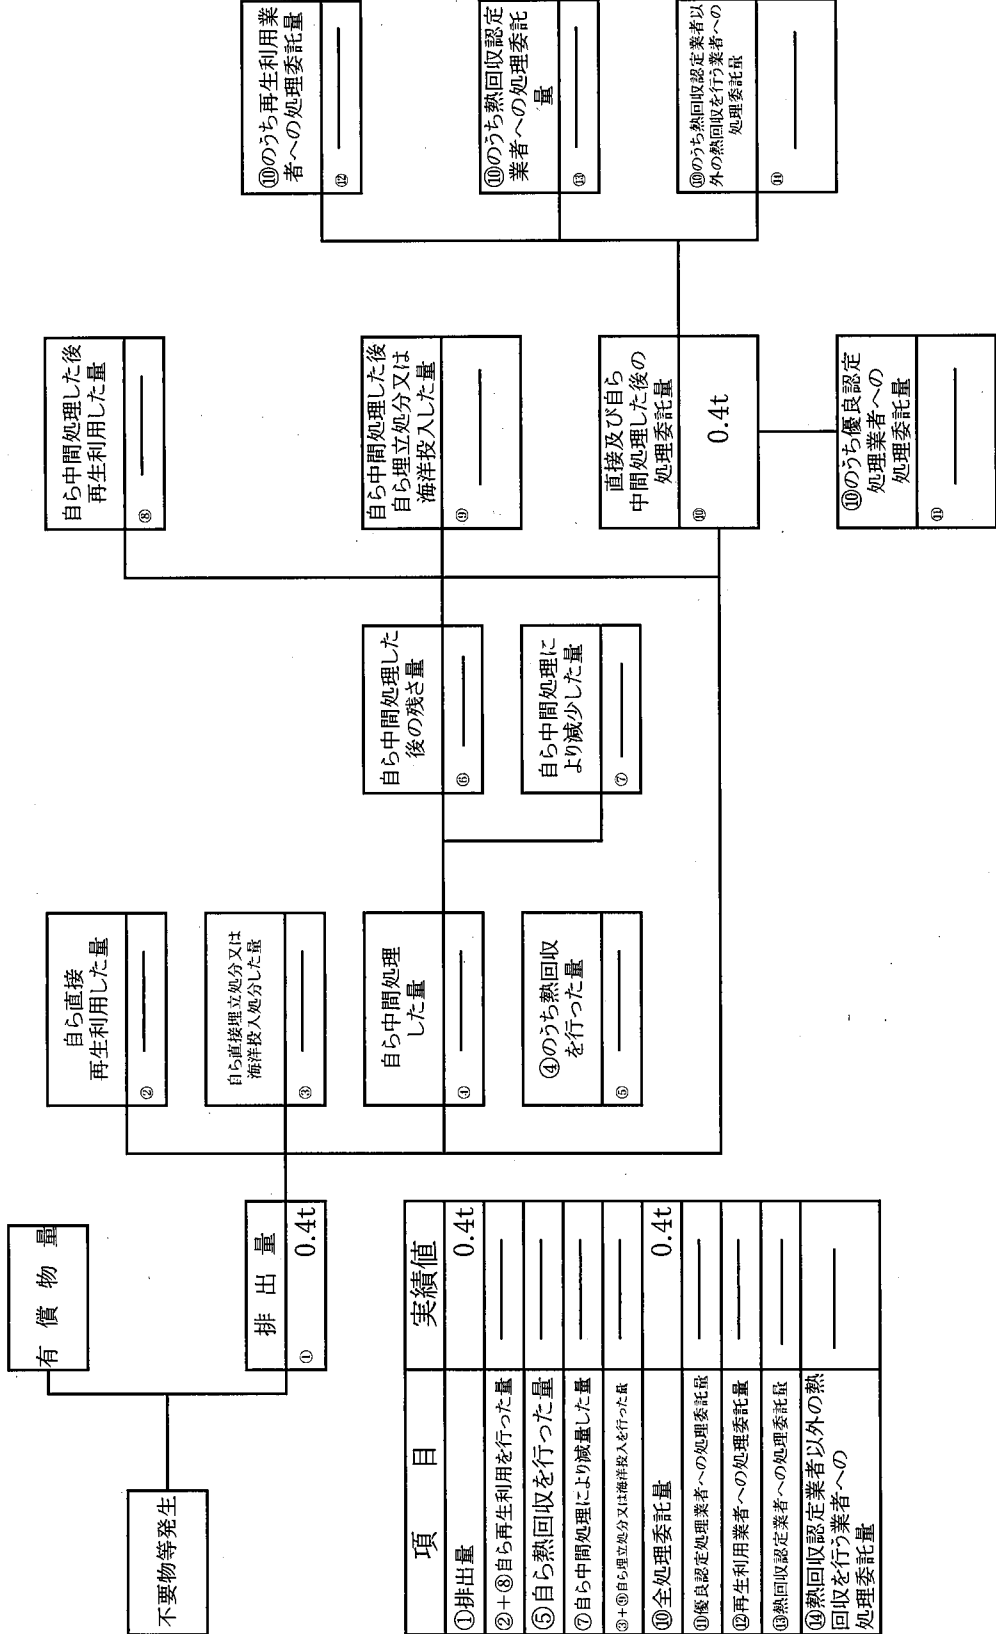 不要物等発生
有償物量
排出量
① 0.4t
自ら直接
再生利用した量
② ―
自ら直接埋立処分又は
海洋投入処分した量
③ ―
自ら中間処理
した量
④ ―
④のうち熱回収
を行った量
⑤ ―
自ら中間処理した
後の残さ量
⑥ ―
自ら中間処理に
より減少した量
⑦ ―
自ら中間処理した後
再生利用した量
⑧ ―
自ら中間処理した後
自ら埋立処分又は
海洋投入した量
⑨ ―
直接及び自ら
中間処理した後の
処理委託量
⑩ 0.4t
⑩のうち優良認定
処理業者への
処理委託量
⑪ ―
⑩のうち再生利用業
者への処理委託量
⑫ ―
⑩のうち熱回収認定
業者への処理委託
量
⑬ ―
⑩のうち熱回収認定業者以
外の熱回収を行う業者への
処理委託量
―
項目 実績値
①排出量 0.4t
②+⑧自ら再生利用を行った量 ―
⑤自ら熱回収を行った量 ―
⑦自ら中間処理により減量した量 ―
③+⑨自ら埋立処分又は海洋投入を行った量 ―
⑩全処理委託量 0.4t
⑪優良認定処理業者への処理委託量 ―
⑫再生利用業者への処理委託量 ―
⑬熱回収認定業者への処理委託量 ―
⑭熱回収認定業者以外の熱
回収を行う業者への
処理委託量 ―